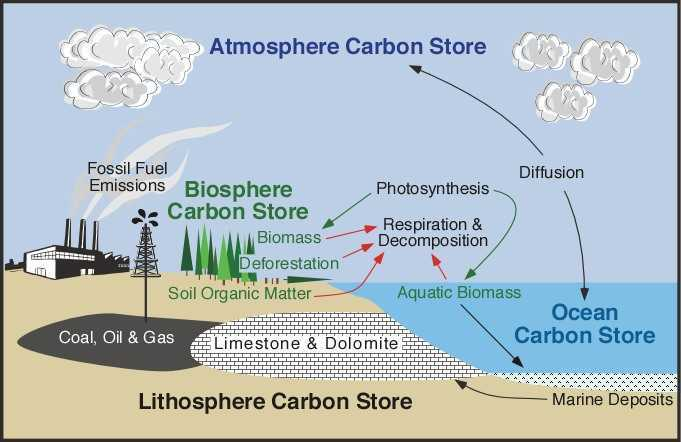 Atmosphere Carbon Store
Fossil Fuel
Emissions
Diffusion
Biosphere
Carbon Store
Photosynthesis
Biomass
Respiration &
Decomposition
Deforestation
Soil Organic Matter
Aquatic Biomass
Ocean
Carbon Store
Coal, Oil & Gas
Limestone & Dolomite
Lithosphere Carbon Store
Marine Deposits